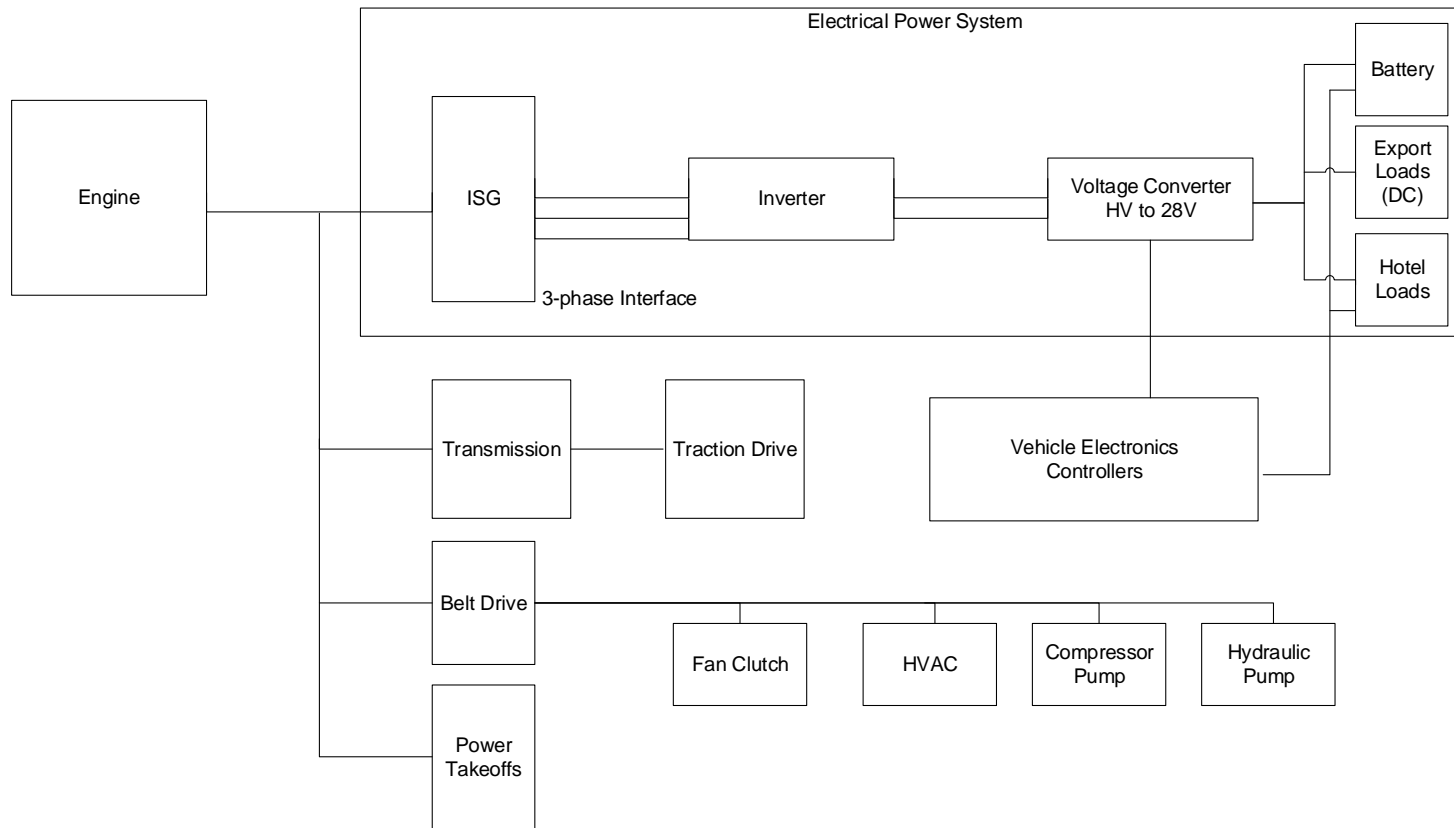 Electrical Power System
Battery
Engine
ISG
Inverter
Voltage Converter
HV to 28V
Export
Loads
(DC)
Hotel
Loads
3-phase Interface
Transmission
Traction Drive
Vehicle Electronics
Controllers
Belt Drive
Fan Clutch
HVAC
Compressor
Pump
Hydraulic
Pump
Power
Takeoffs